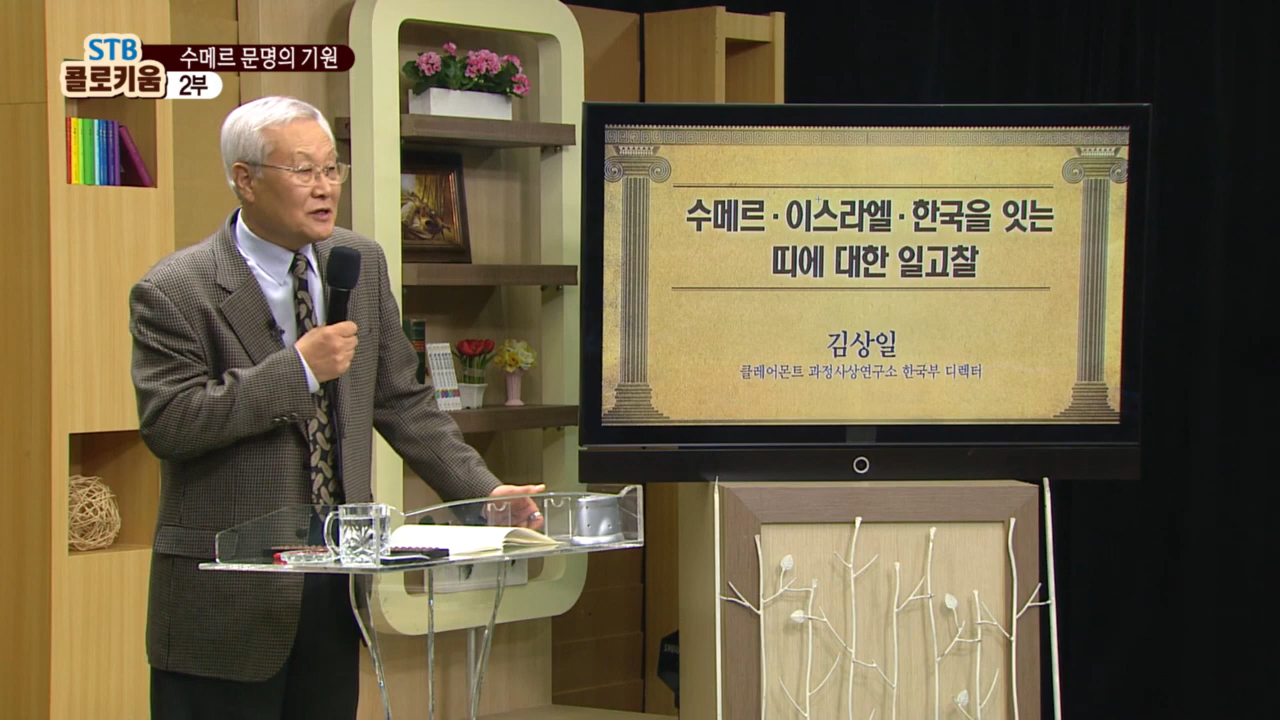 STB
콜로키움
수메르 문명의 기원
2부
수메르·이스라엘·한국을 잇는
띠에 대한 일고찰
김상일
클레어몬트 과정사상연구소 한국부 디렉터